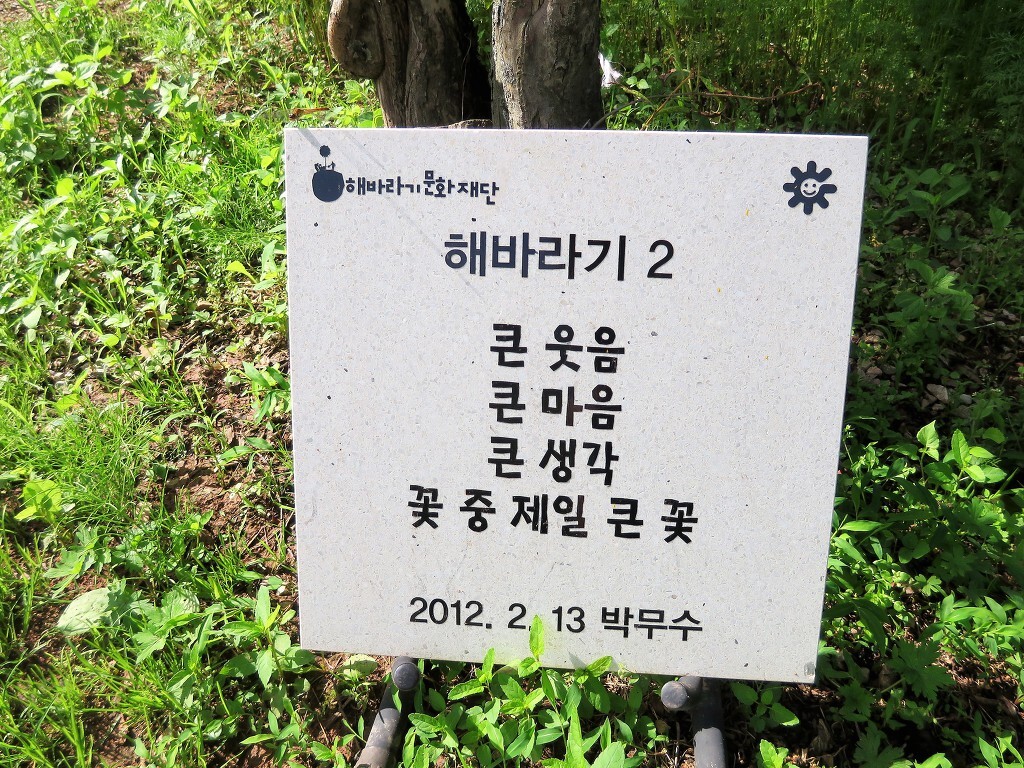 해바라기문화재단
해바라기 2
큰 웃음
큰 마음
큰 생각
꽃 중 제일 큰 꽃
2012. 2. 13 박무수